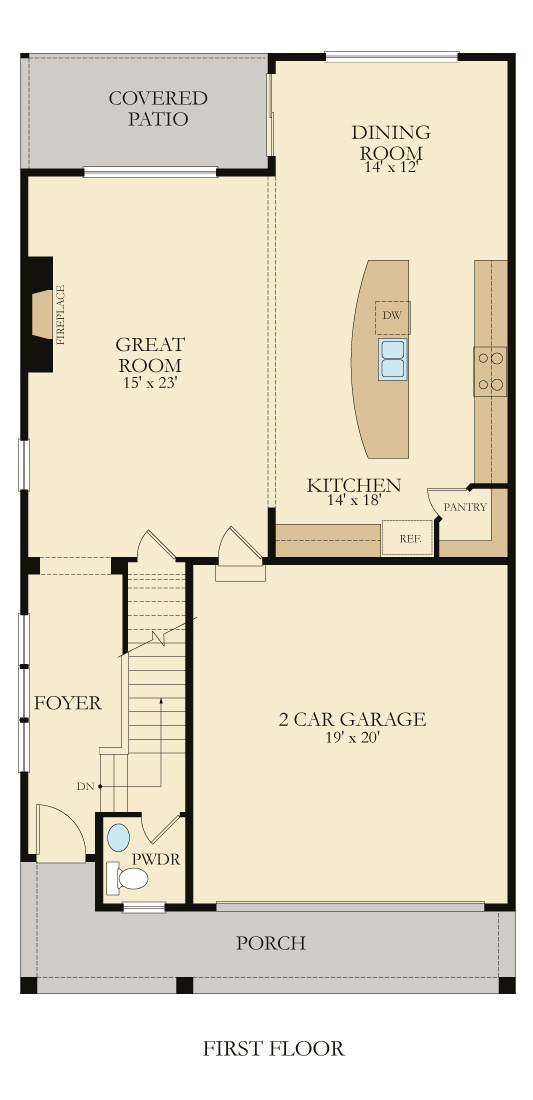 COVERED
PATIO
DINING
ROOM
14' x 12'
FIREPLACE
DW
GREAT
ROOM
15' x 23'
KITCHEN
14' x 18'
PANTRY
REF.
FOYER
2 CAR GARAGE
19' x 20'
DN
PWDR
PORCH
FIRST FLOOR